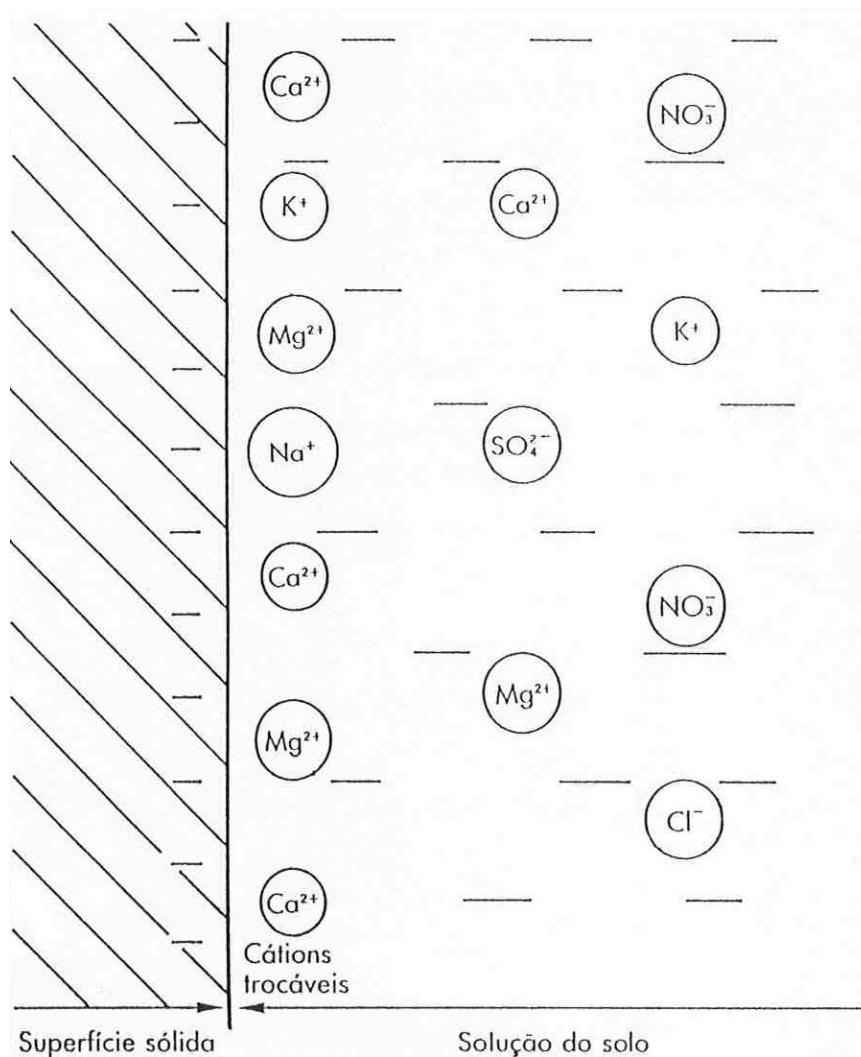 Ca²⁺
NO₃⁻
K⁺
Ca²⁺
Mg²⁺
K⁺
Na⁺
SO₄²⁻
Ca²⁺
NO₃⁻
Mg²⁺
Mg²⁺
Cl⁻
Ca²⁺
Cátions
trocáveis
Superfície sólida
Solução do solo